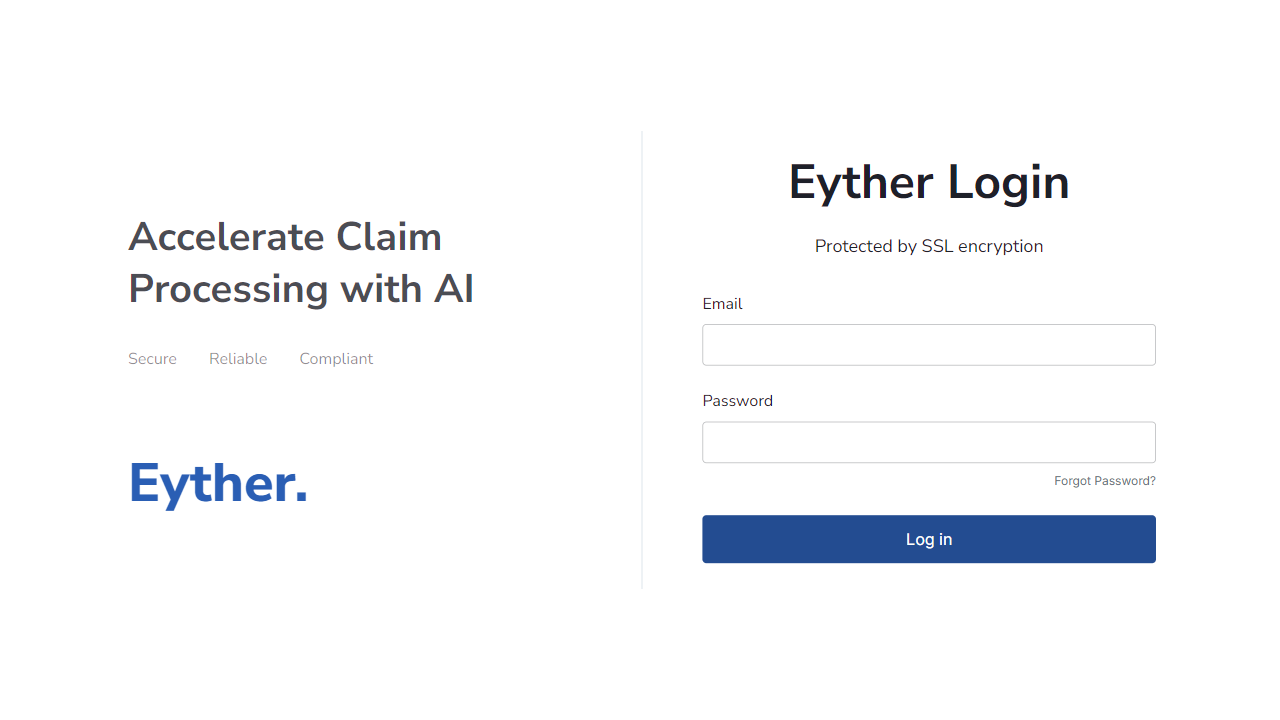 Accelerate Claim
Processing with AI
Secure Reliable Compliant
Eyther.
Eyther Login
Protected by SSL encryption
Email
Password
Forgot Password?
Log in